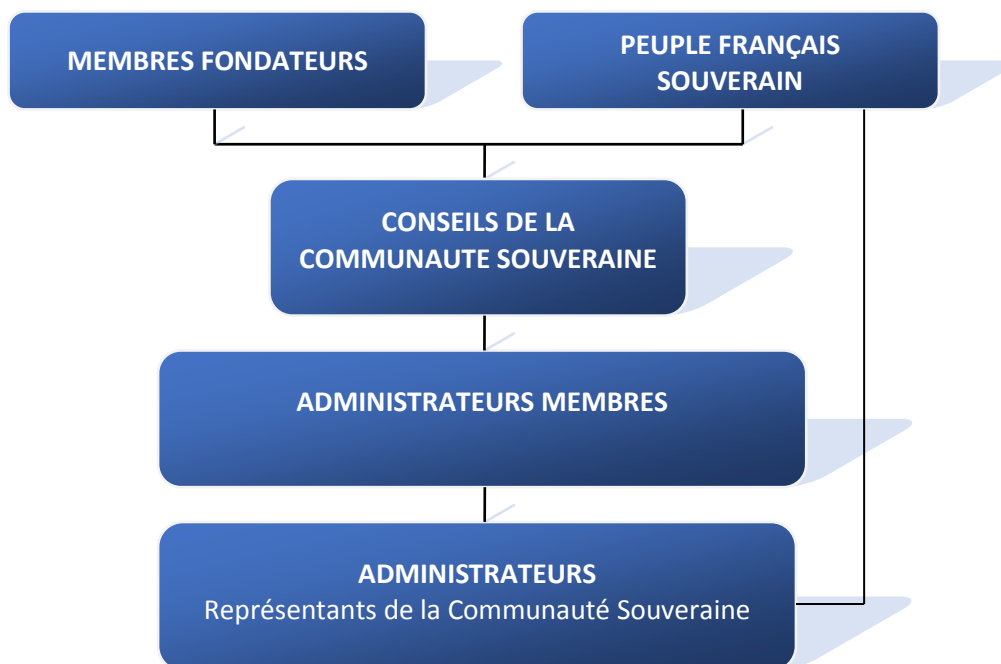 MEMBRES FONDATEURS
PEUPLE FRANÇAIS
SOUVERAIN
CONSEILS DE LA
COMMUNAUTE SOUVERAINE
ADMINISTRATEURS MEMBRES
ADMINISTRATEURS
Représentants de la Communauté Souveraine